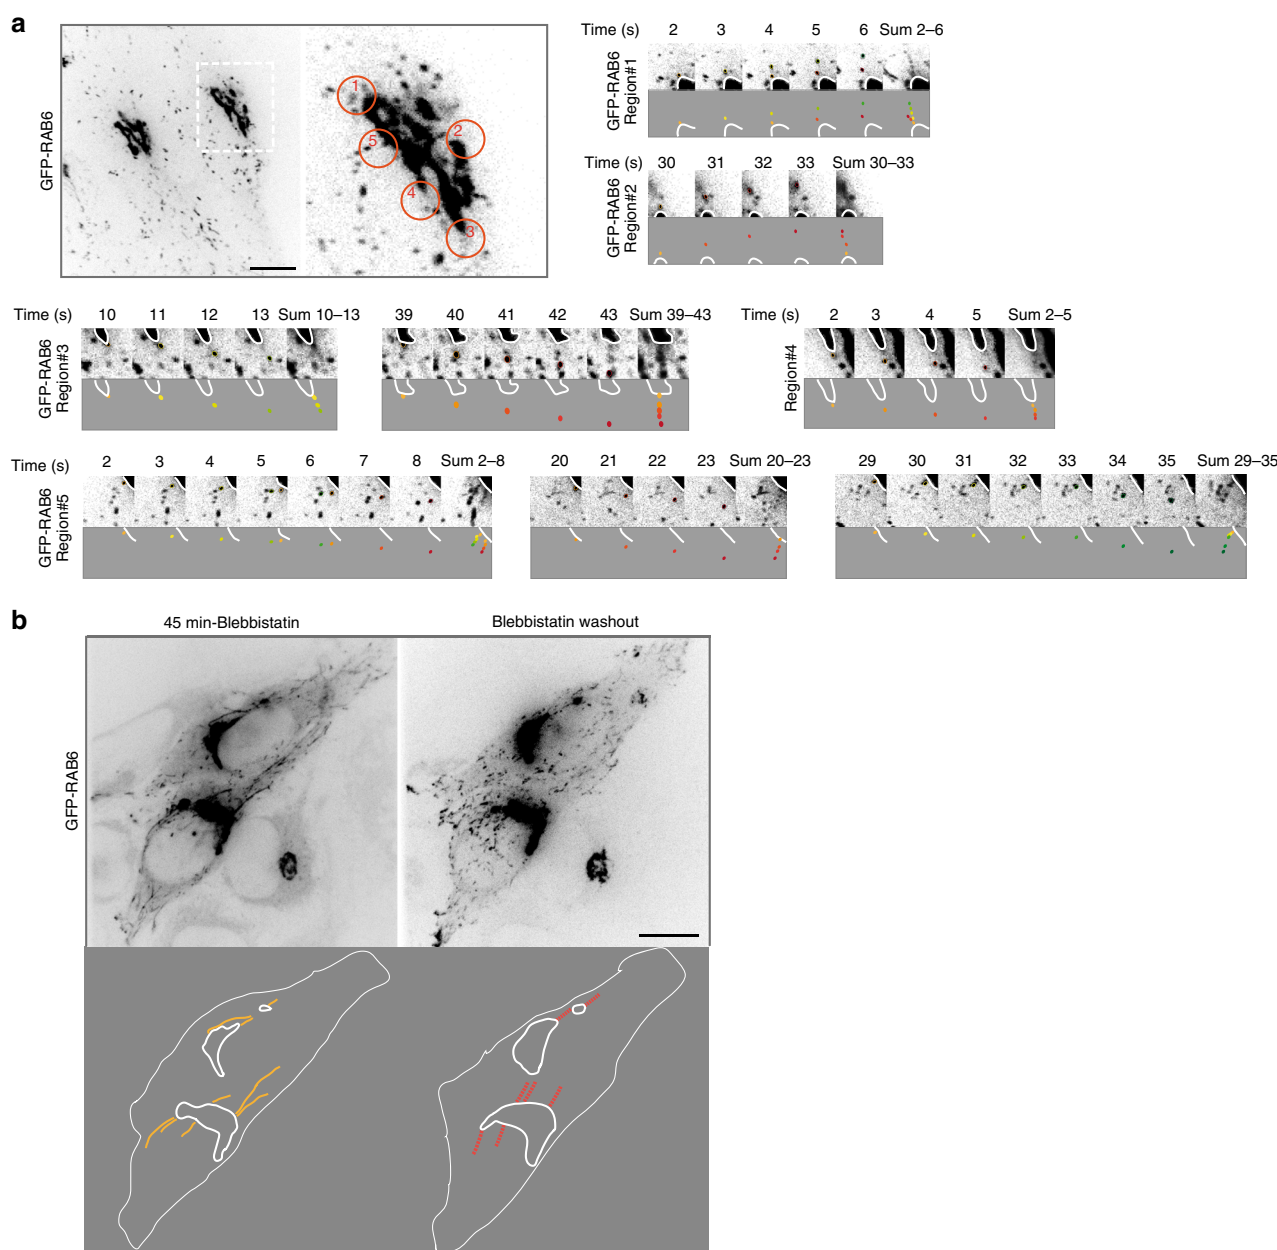 a
GFP-RAB6
1
2
5
4
3
Time (s) 2 3 4 5 6 Sum 2–6
GFP-RAB6
Region#1
Time (s) 30 31 32 33 Sum 30–33
GFP-RAB6
Region#2
Time (s) 10 11 12 13 Sum 10–13
GFP-RAB6
Region#3
39 40 41 42 43 Sum 39–43
Time (s) 2 3 4 5 Sum 2–5
Region#4
Time (s) 2 3 4 5 6 7 8 Sum 2–8
GFP-RAB6
Region#5
20 21 22 23 Sum 20–23
29 30 31 32 33 34 35 Sum 29–35
b
45 min-Blebbistatin
Blebbistatin washout
GFP-RAB6